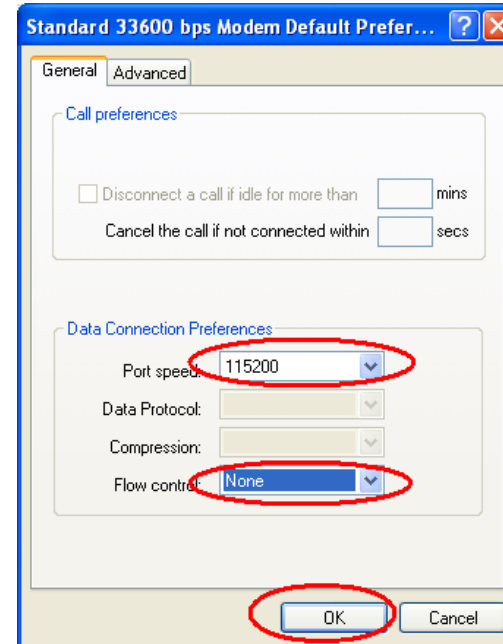 Standard 33600 bps Modem Default Prefer... ?
General Advanced
Call preferences
Disconnect a call if idle for more than mins
Cancel the call if not connected within secs
Data Connection Preferences
Port speed: 115200
Data Protocol:
Compression:
Flow control: None
OK Cancel